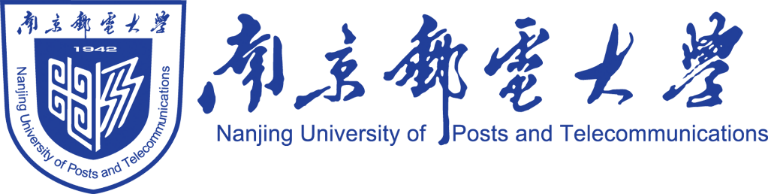 南京郵電大學
1942
Nanjing University of Posts and Telecommunications
南京郵電大學
Nanjing University of Posts and Telecommunications